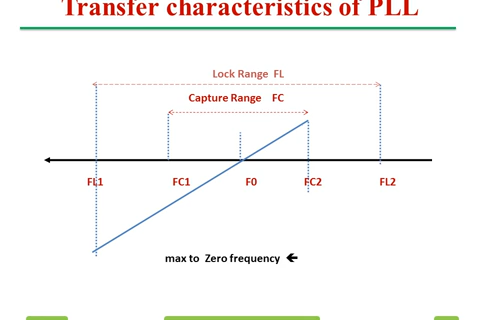 Transfer characteristics of PLL
Lock Range FL
Capture Range FC
FL1 FC1 F0 FC2 FL2
max to Zero frequency